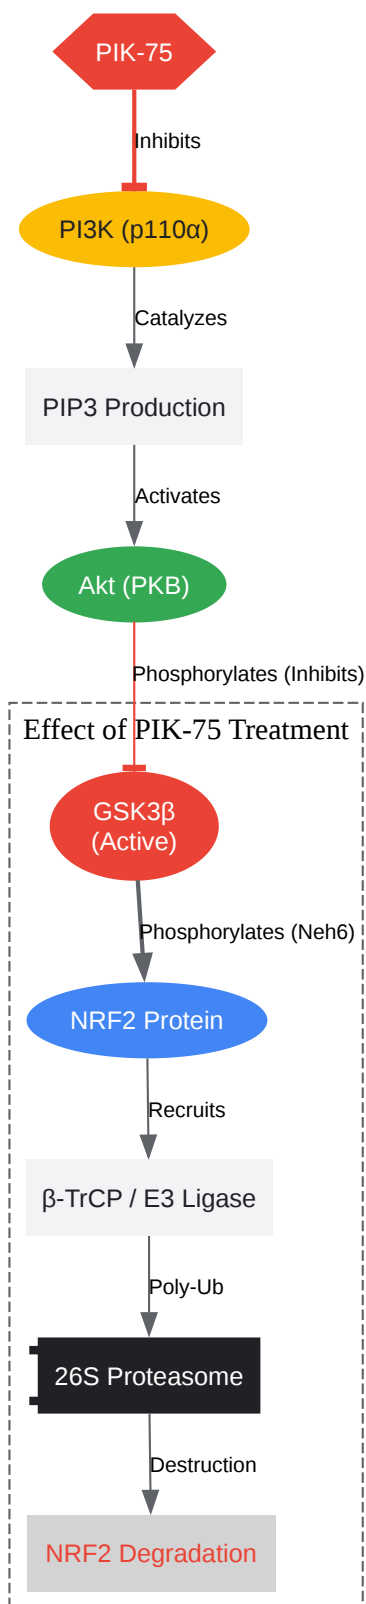 PIK-75
Inhibits
PI3K (p110α)
Catalyzes
PIP3 Production
Activates
Akt (PKB)
Phosphorylates (Inhibits)
Effect of PIK-75 Treatment
GSK3β
(Active)
Phosphorylates (Neh6)
NRF2 Protein
Recruits
β-TrCP / E3 Ligase
Poly-Ub
26S Proteasome
Destruction
NRF2 Degradation